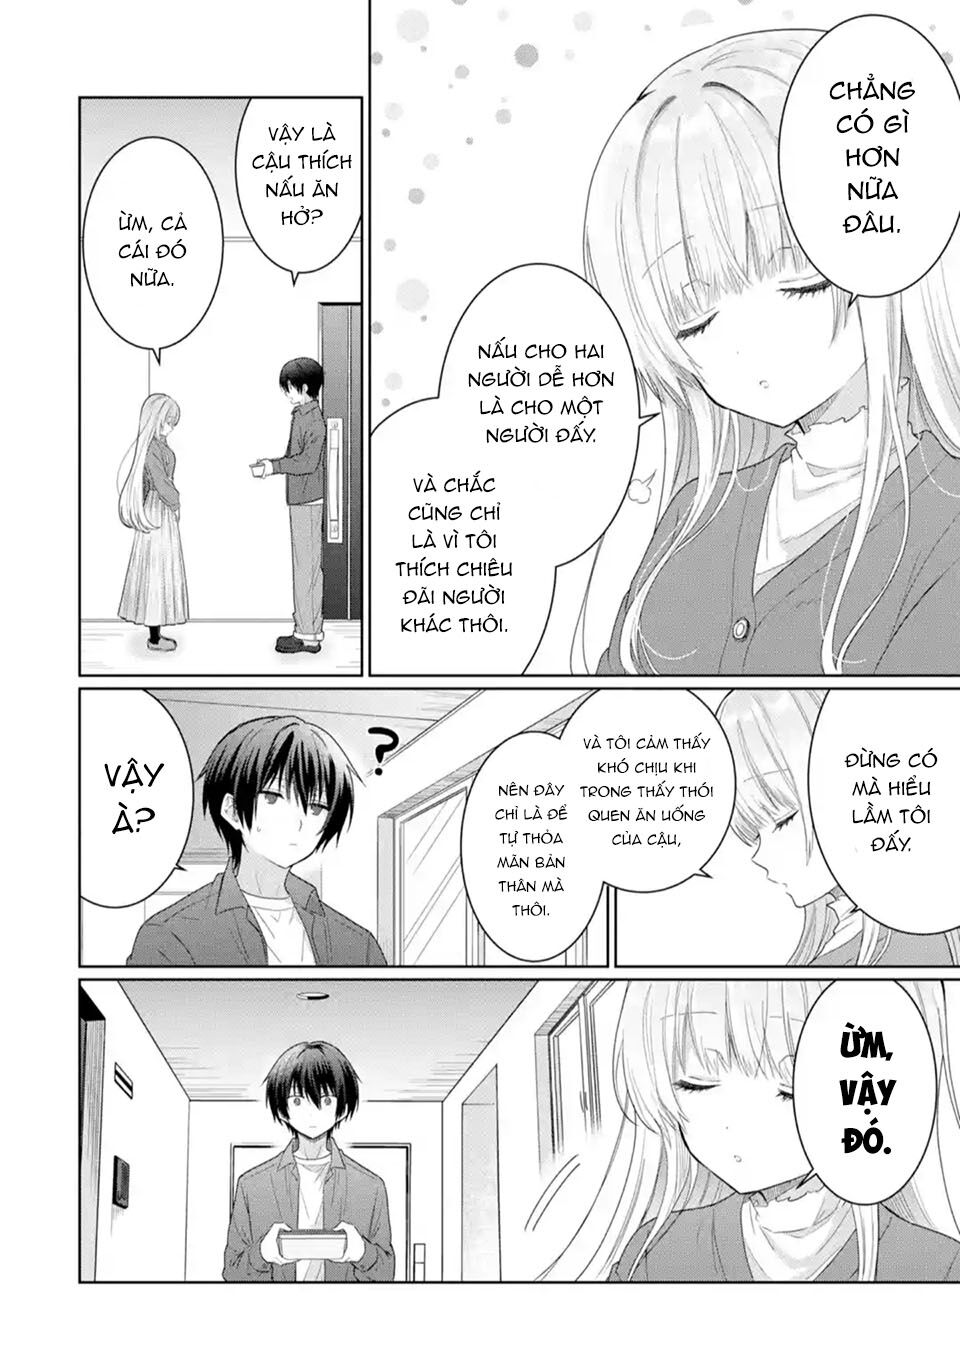 CHẲNG
CÓ GÌ
HƠN
NỮA
ĐÂU.
NẤU CHO HAI
NGƯỜI DỄ HƠN
LÀ CHO MỘT
NGƯỜI ĐẤY.
VÀ CHẮC
CŨNG CHỈ
LÀ VÌ TÔI
THÍCH CHIÊU
ĐÃI NGƯỜI
KHÁC THÔI.
VẬY LÀ
CẬU THÍCH
NẤU ĂN
HỞ?
ỪM, CẢ
CÁI ĐÓ
NỮA.
ĐỪNG CÓ
MÀ HIỂU
LẦM TÔI
ĐẤY.
VÀ TÔI CẢM THẤY
KHÓ CHỊU KHI
TRONG THẤY THÓI
QUEN ĂN UỐNG
CỦA CẬU,
NÊN ĐÂY
CHỈ LÀ ĐỂ
TỰ THỎA
MÃN BẢN
THÂN MÀ
THÔI.
?
VẬY
À?
ỪM,
VẬY
ĐÓ.